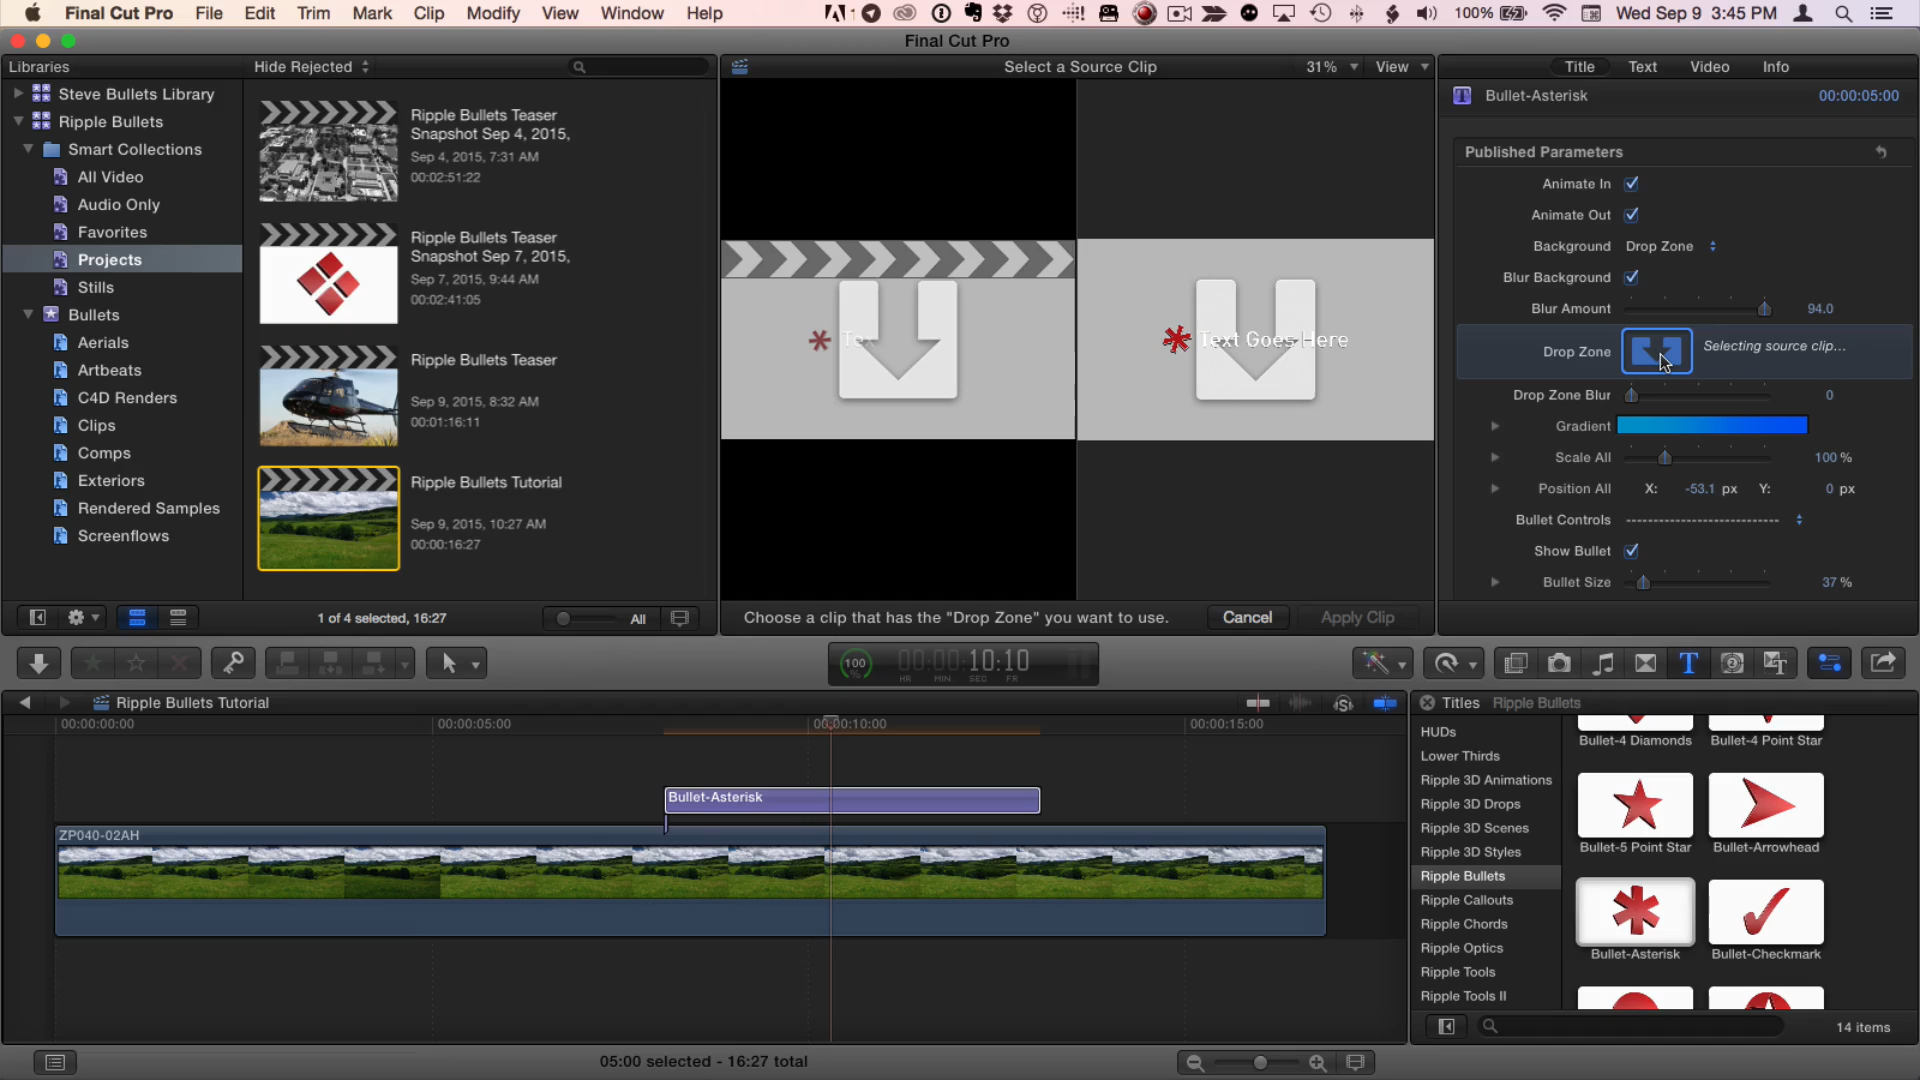 Final Cut Pro File Edit Trim Mark Clip Modify View Window Help 1 100% Wed Sep 9 3:45 PM
Final Cut Pro
Libraries
Hide Rejected
Steve Bullets Library
Ripple Bullets
Smart Collections
All Video
Audio Only
Favorites
Projects
Stills
Bullets
Aerials
Artbeats
C4D Renders
Clips
Comps
Exteriors
Rendered Samples
Screenflows
Ripple Bullets Teaser
Snapshot Sep 4, 2015,
Sep 4, 2015, 7:31 AM
00:02:51:22
Ripple Bullets Teaser
Snapshot Sep 7, 2015,
Sep 7, 2015, 9:44 AM
00:02:41:05
Ripple Bullets Teaser
Sep 9, 2015, 8:32 AM
00:01:16:11
Ripple Bullets Tutorial
Sep 9, 2015, 10:27 AM
00:00:16:27
1 of 4 selected, 16:27
All
Select a Source Clip
31%
View
Tex
Text Goes Here
Choose a clip that has the "Drop Zone" you want to use.
Cancel
Apply Clip
Title Text Video Info
Bullet-Asterisk 00:00:05:00
Published Parameters
Animate In
Animate Out
Background Drop Zone
Blur Background
Blur Amount 94.0
Drop Zone Selecting source clip...
Drop Zone Blur 0
Gradient
Scale All 100 %
Position All X: -53.1 px Y: 0 px
Bullet Controls --------------------------
Show Bullet
Bullet Size 37 %
100
%
00:00:10:10
HR MIN SEC FR
Ripple Bullets Tutorial
00:00:00:00 00:00:05:00 00:00:10:00 00:00:15:00
Bullet-Asterisk
ZP040-02AH
Titles Ripple Bullets
HUDs
Lower Thirds
Ripple 3D Animations
Ripple 3D Drops
Ripple 3D Scenes
Ripple 3D Styles
Ripple Bullets
Ripple Callouts
Ripple Chords
Ripple Optics
Ripple Tools
Ripple Tools II
Bullet-4 Diamonds
Bullet-4 Point Star
Bullet-5 Point Star
Bullet-Arrowhead
Bullet-Asterisk
Bullet-Checkmark
14 items
05:00 selected - 16:27 total